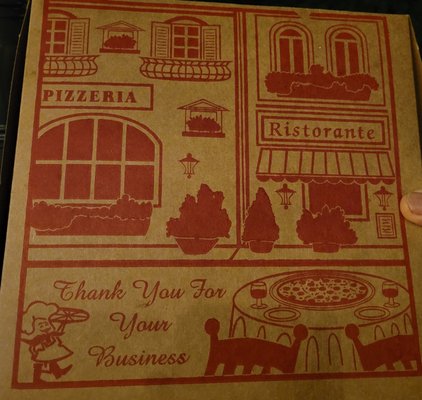 PIZZERIA
Ristorante
Thank You For
Your
Business